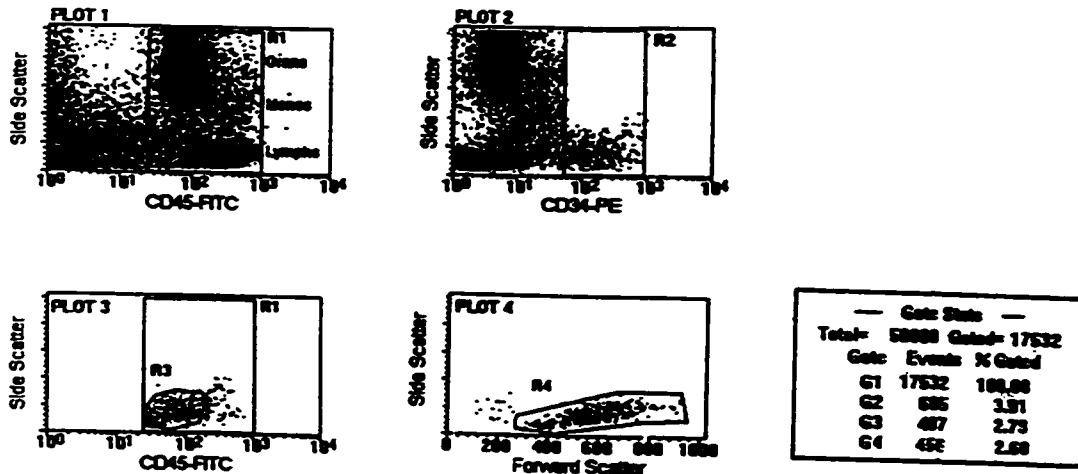 PLOT 1
Side Scatter
R1
Grans
Monos
Lymphs
10^0 10^1 10^2 10^3 10^4
CD45-FITC
PLOT 2
Side Scatter
R2
10^0 10^1 10^2 10^3 10^4
CD34-PE
PLOT 3
Side Scatter
R1
R3
10^0 10^1 10^2 10^3 10^4
CD45-FITC
PLOT 4
Side Scatter
R4
0 200 400 600 800 1000
Forward Scatter
Gate Stats
Total= 50000 Gated= 17532
Gate Events % Gated
G1 17532 100.00
G2
G3 2.73
G4 2.60